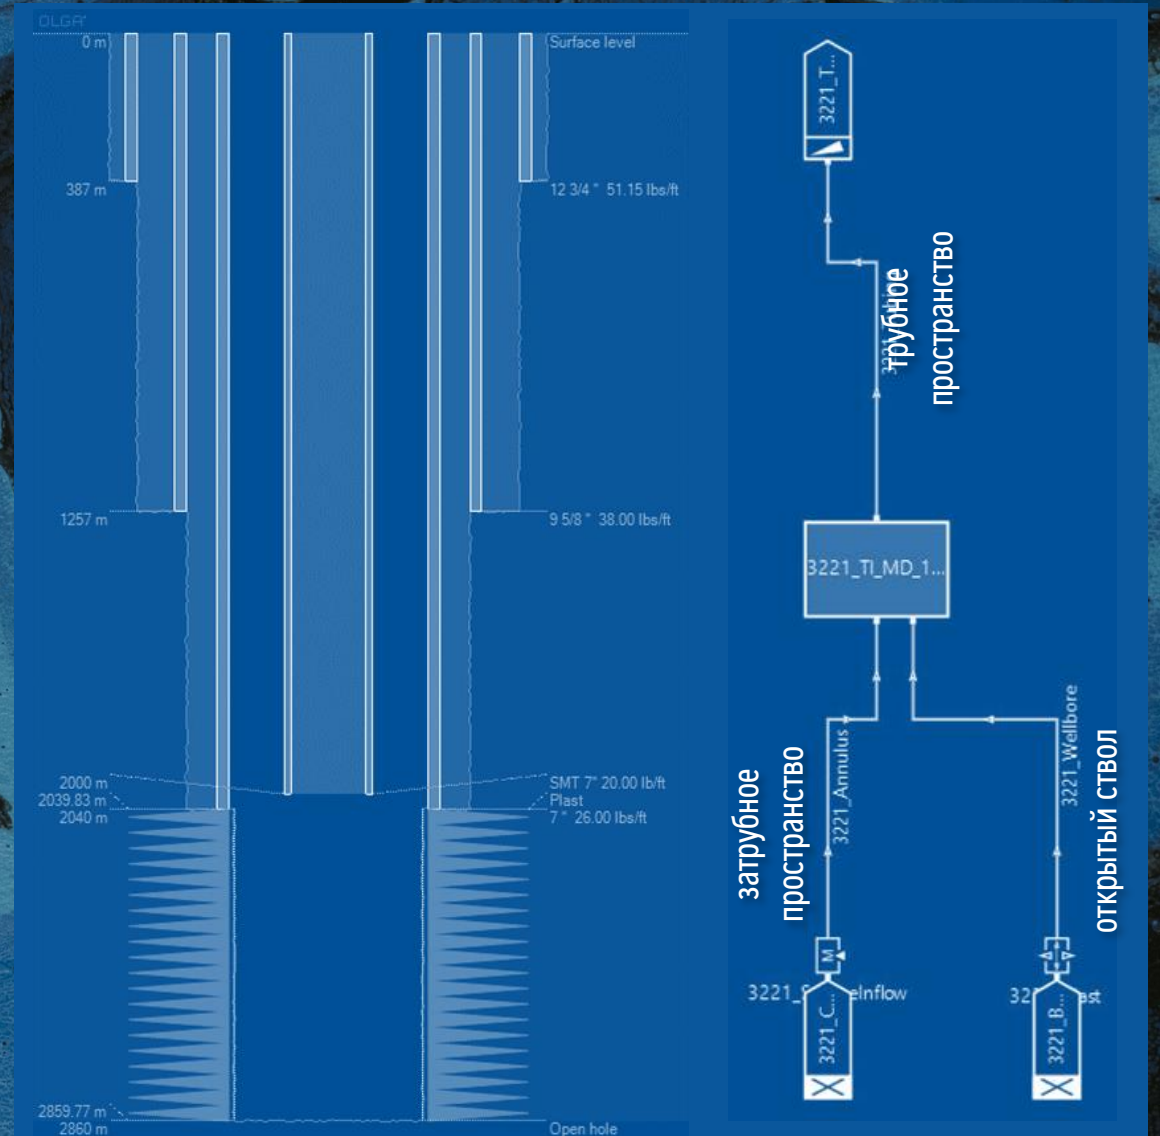 OLGA
0 m
Surface level
387 m
12 3/4 " 51.15 lbs/ft
1257 m
9 5/8 " 38.00 lbs/ft
2000 m
SMT 7" 20.00 lb/ft
2039.83 m
Plast
2040 m
7 " 26.00 lbs/ft
2859.77 m
2860 m
Open hole
3221_T...
трубное
пространство
3221_TI_MD_1...
затрубное
пространство
3221_Annulus
3221_Wellbore
открытый ствол
3221_C...
3221_B...